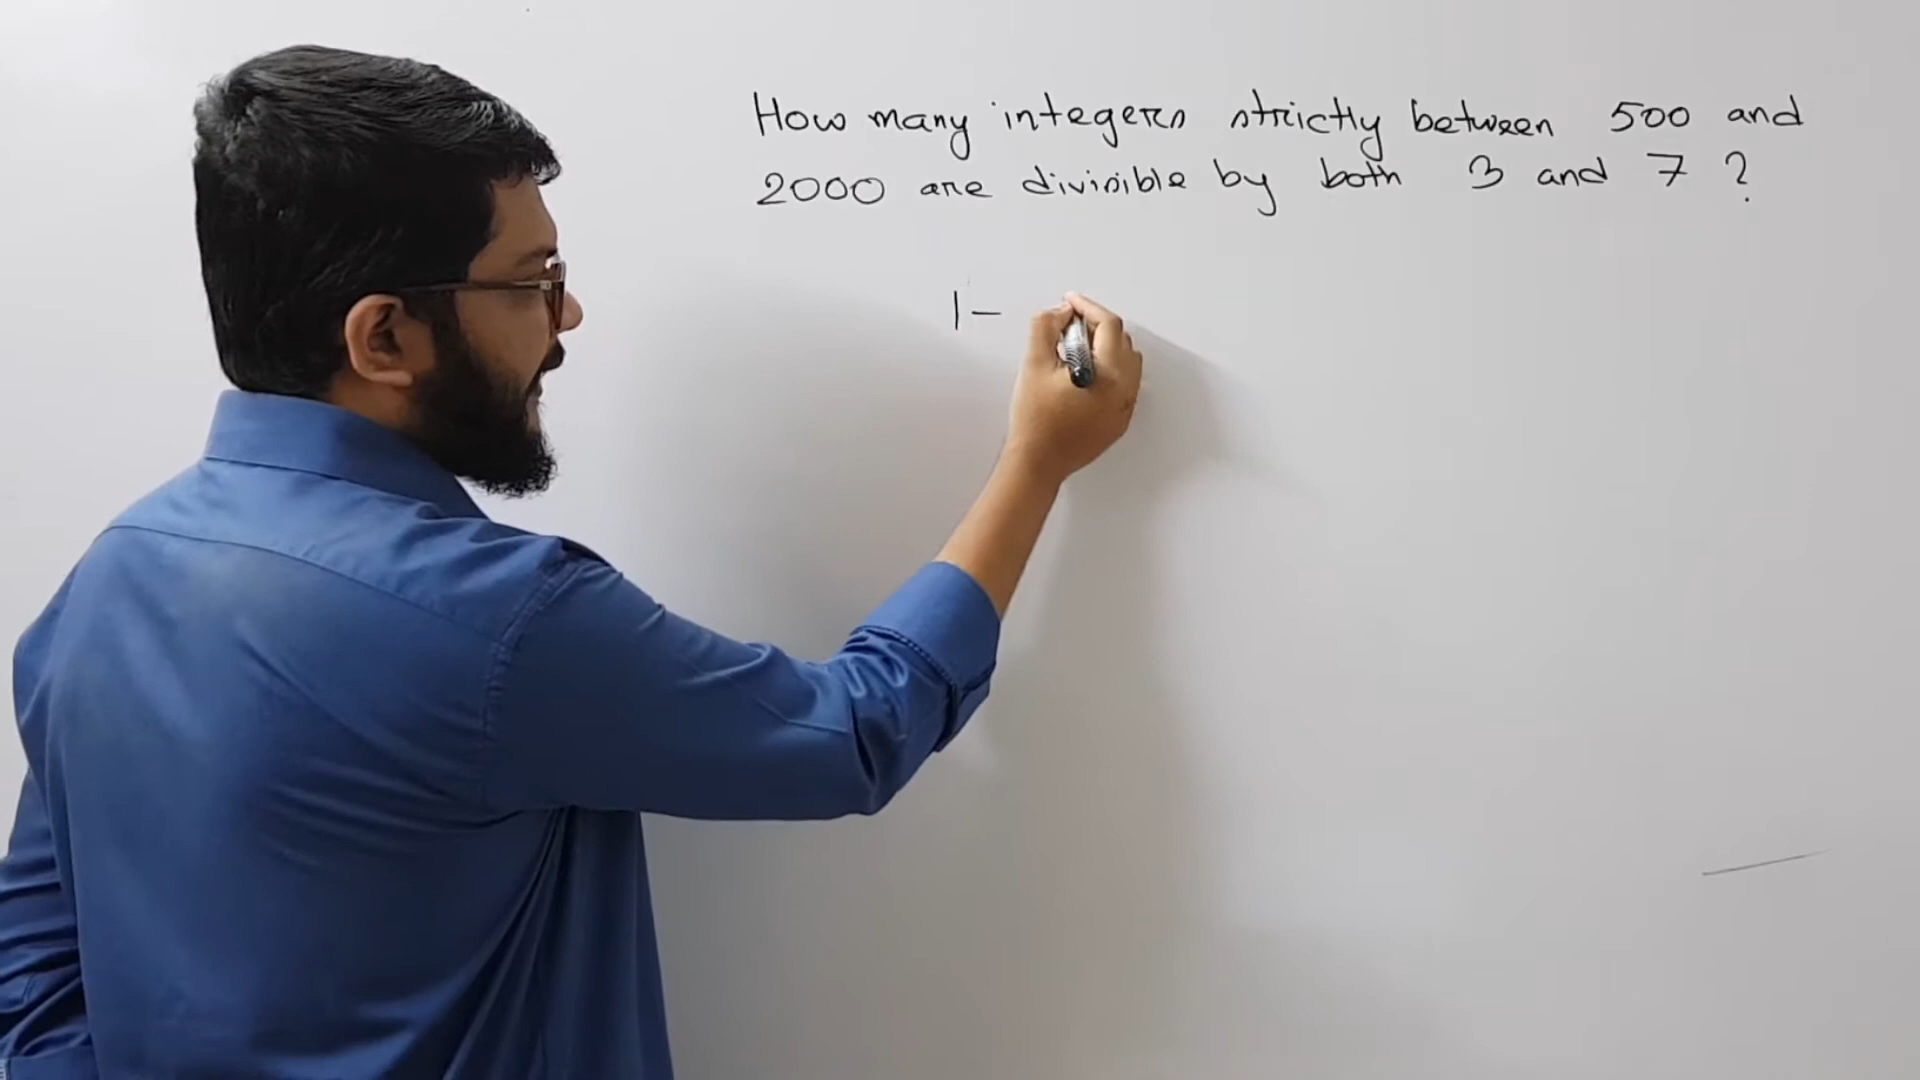 How many integers strictly between 500 and
2000 are divisible by both 3 and 7 ?
1 -